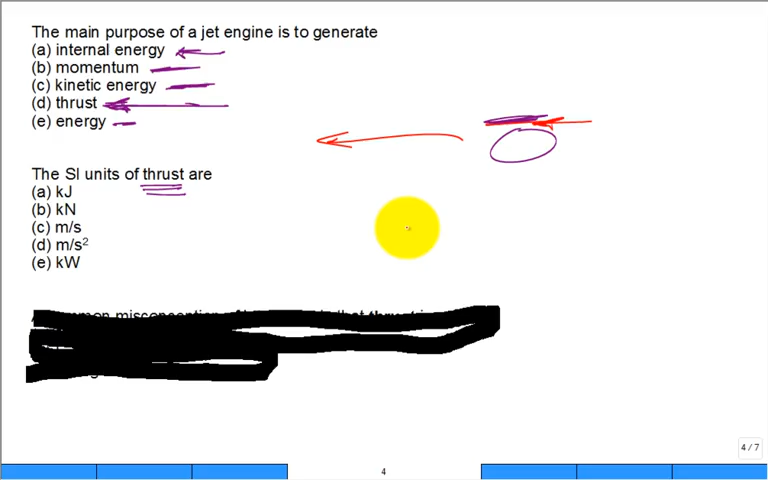 The main purpose of a jet engine is to generate
(a) internal energy
(b) momentum
(c) kinetic energy
(d) thrust
(e) energy
The SI units of thrust are
(a) kJ
(b) kN
(c) m/s
(d) m/s²
(e) kW
misconception
4 / 7
4